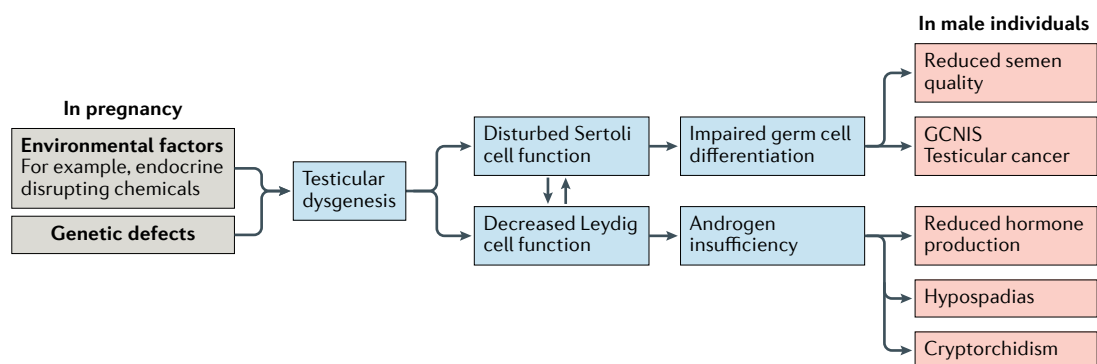 In pregnancy
Environmental factors
For example, endocrine
disrupting chemicals
Genetic defects
Testicular
dysgenesis
Disturbed Sertoli
cell function
Decreased Leydig
cell function
Impaired germ cell
differentiation
Androgen
insufficiency
In male individuals
Reduced semen
quality
GCNIS
Testicular cancer
Reduced hormone
production
Hypospadias
Cryptorchidism